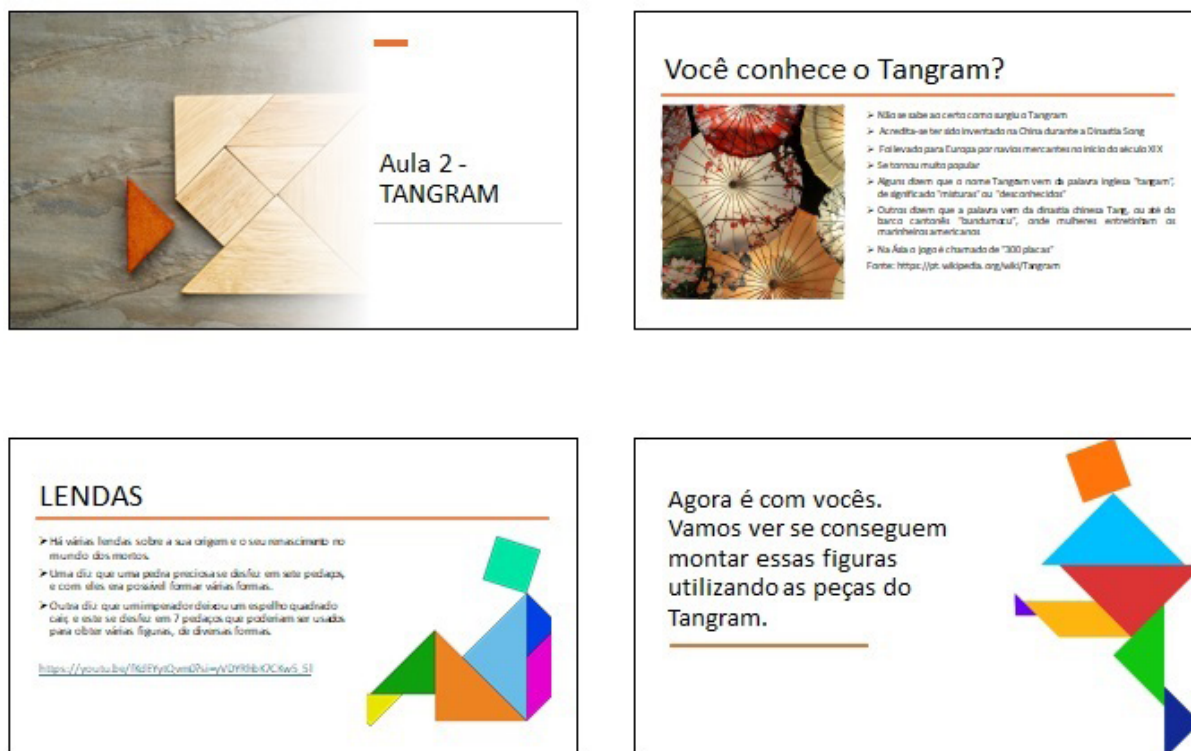 Aula 2 -
TANGRAM
Você conhece o Tangram?
➢ Não se sabe ao certo como surgiu o Tangram
➢ Acredita-se ter sido inventado na China durante a Dinastia Song
➢ Foi levado para Europa por navios mercantes no início do século XIX
➢ Se tornou muito popular
➢ Alguns dizem que o nome Tangram vem da palavra inglesa "tangam",
de significado "misturas" ou "desconhecidos"
➢ Outros dizem que a palavra vem da dinastia chinesa Tang, ou até do
barco cantonês "bundumacu", onde mulheres entretinham os
marinheiros americanos
➢ Na Ásia o jogo é chamado de "300 placas"
Fonte: https://pt.wikipedia.org/wiki/Tangram
LENDAS
➢ Há várias lendas sobre a sua origem e o seu renascimento no
mundo dos mortos.
➢ Uma diz que uma pedra preciosa se desfez em sete pedaços,
e com eles era possível formar várias formas.
➢ Outra diz que um imperador deixou um espelho quadrado
cair, e este se desfez em 7 pedaços que poderiam ser usados
para obter várias figuras, de diversas formas.
Agora é com vocês.
Vamos ver se conseguem
montar essas figuras
utilizando as peças do
Tangram.